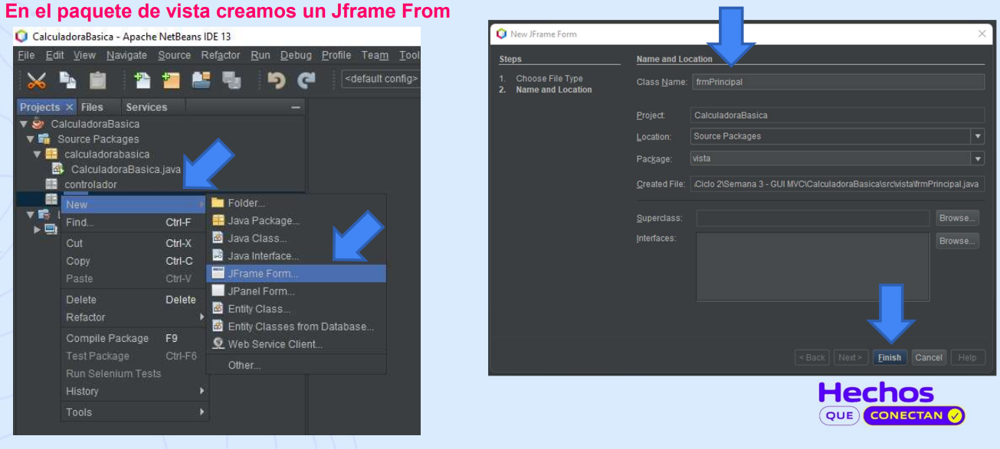 En el paquete de vista creamos un Jframe From
CalculadoraBasica - Apache NetBeans IDE 13
File Edit View Navigate Source Refactor Run Debug Profile Team Tool
<default config>
Projects × Files Services
CalculadoraBasica
Source Packages
calculadorabasica
CalculadoraBasica.java
controlador
New
Find... Ctrl-F
Cut Ctrl-X
Copy Ctrl-C
Paste Ctrl-V
Delete Delete
Refactor
Compile Package F9
Test Package Ctrl-F6
Run Selenium Tests
History
Tools
Folder...
Java Package...
Java Class...
Java Interface...
JFrame Form...
JPanel Form...
Entity Class...
Entity Classes from Database...
Web Service Client...
Other...
New JFrame Form
Steps
1. Choose File Type
2. Name and Location
Name and Location
Class Name: frmPrincipal
Project: CalculadoraBasica
Location: Source Packages
Package: vista
Created File: Ciclo 2\Semana 3 - GUI MVC\CalculadoraBasica\src\vista\frmPrincipal.java
Superclass: Browse...
Interfaces: Browse...
< Back Next > Finish Cancel Help
Hechos
QUE CONECTAN